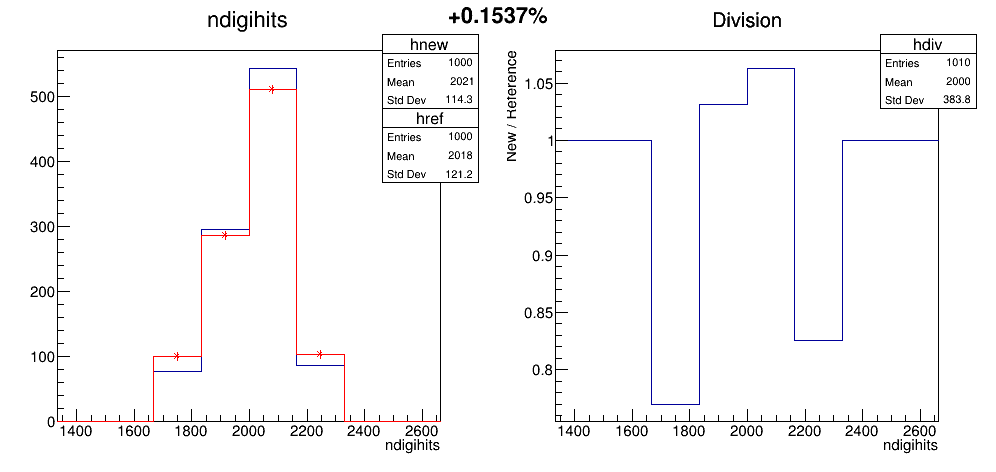 +0.1537%
ndigihits
hnew
Entries 1000
Mean 2021
Std Dev 114.3
href
Entries 1000
Mean 2018
Std Dev 121.2
500
400
300
200
100
0
1400 1600 1800 2000 2200 2400 2600
ndigihits
Division
hdiv
Entries 1010
Mean 2000
Std Dev 383.8
New / Reference
1.05
1
0.95
0.9
0.85
0.8
1400 1600 1800 2000 2200 2400 2600
ndigihits